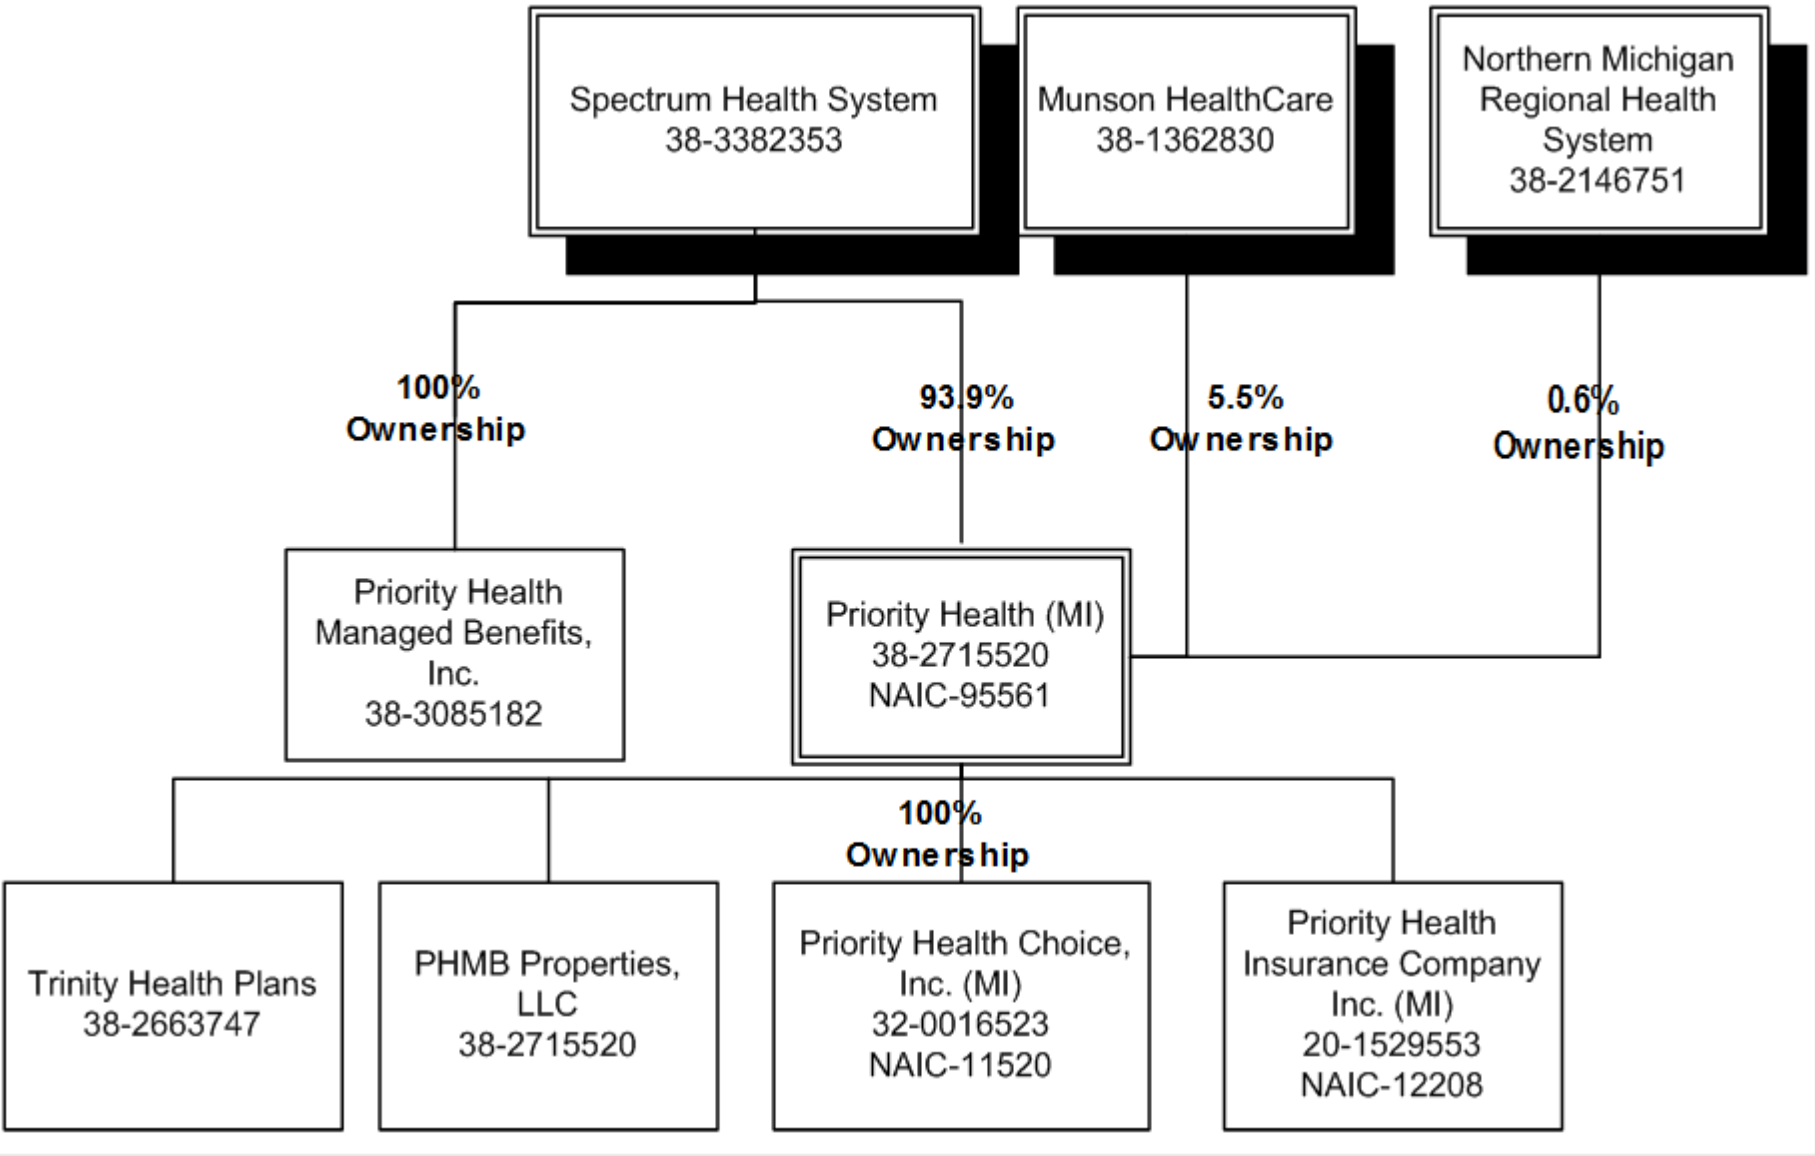 Spectrum Health System
38-3382353
Munson HealthCare
38-1362830
Northern Michigan
Regional Health
System
38-2146751
100%
Ownership
93.9%
Ownership
5.5%
Ownership
0.6%
Ownership
Priority Health
Managed Benefits,
Inc.
38-3085182
Priority Health (MI)
38-2715520
NAIC-95561
100%
Ownership
Trinity Health Plans
38-2663747
PHMB Properties,
LLC
38-2715520
Priority Health Choice,
Inc. (MI)
32-0016523
NAIC-11520
Priority Health
Insurance Company
Inc. (MI)
20-1529553
NAIC-12208